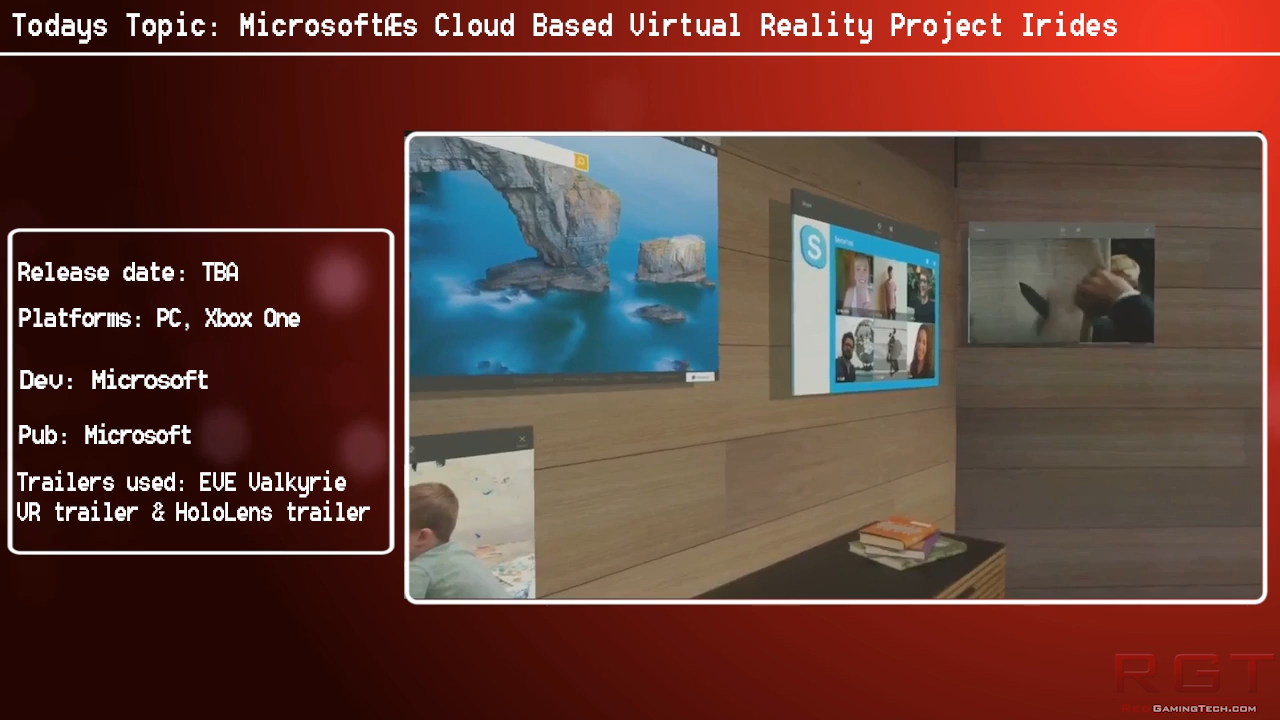 Todays Topic: MicrosoftÆs Cloud Based Virtual Reality Project Irides
Release date: TBA
Platforms: PC, Xbox One
Dev: Microsoft
Pub: Microsoft
Trailers used: EVE Valkyrie
VR trailer & HoloLens trailer
S
RGT
RedGamingTech.com